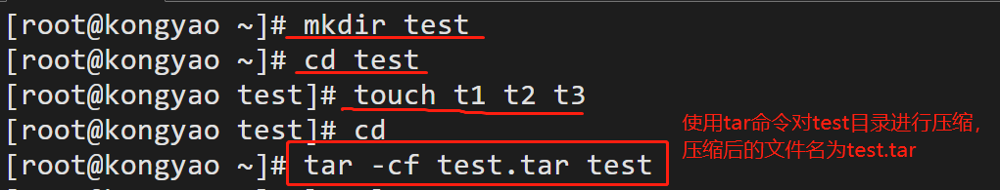 [root@kongyao ~]# mkdir test
[root@kongyao ~]# cd test
[root@kongyao test]# touch t1 t2 t3
[root@kongyao test]# cd
[root@kongyao ~]# tar -cf test.tar test
使用tar命令对test目录进行压缩，
压缩后的文件名为test.tar